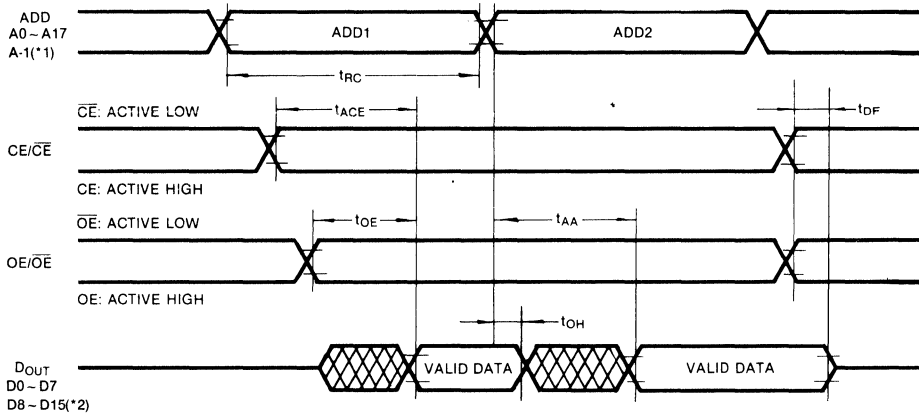 ADD
A0~A17
A-1(*1)
ADD1
ADD2
tRC
CE: ACTIVE LOW
tACE
tDF
CE/CE
CE: ACTIVE HIGH
OE: ACTIVE LOW
tOE
tAA
OE/OE
OE: ACTIVE HIGH
tOH
DOUT
D0~D7
D8~D15(*2)
VALID DATA
VALID DATA